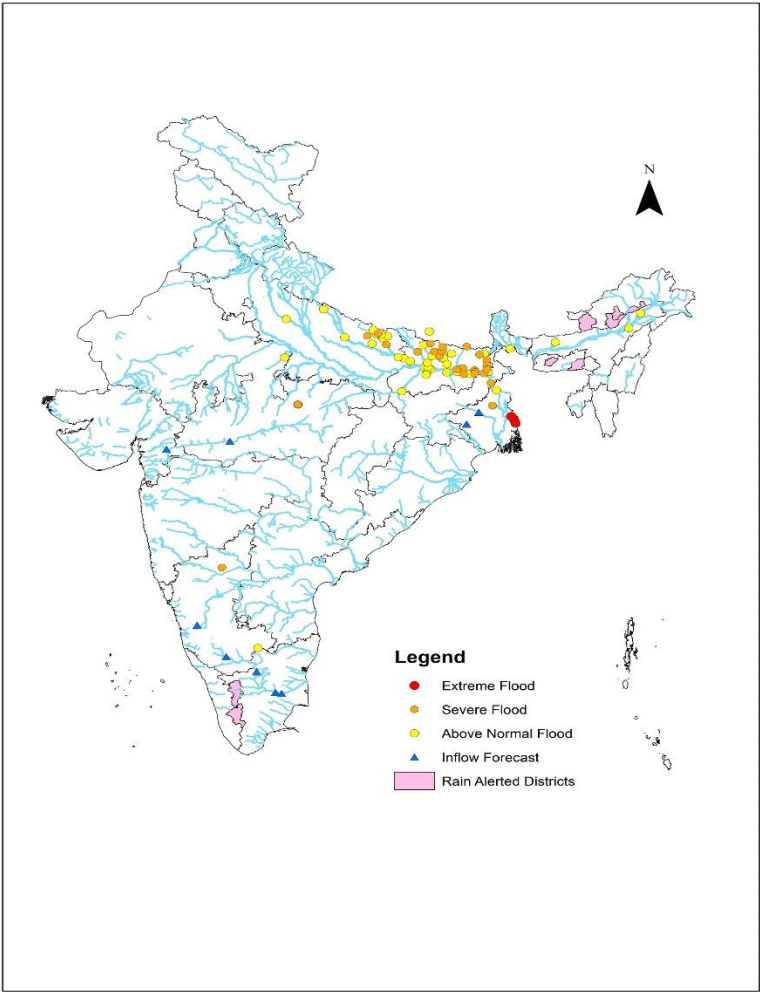 N
Legend
Extreme Flood
Severe Flood
Above Normal Flood
Inflow Forecast
Rain Alerted Districts